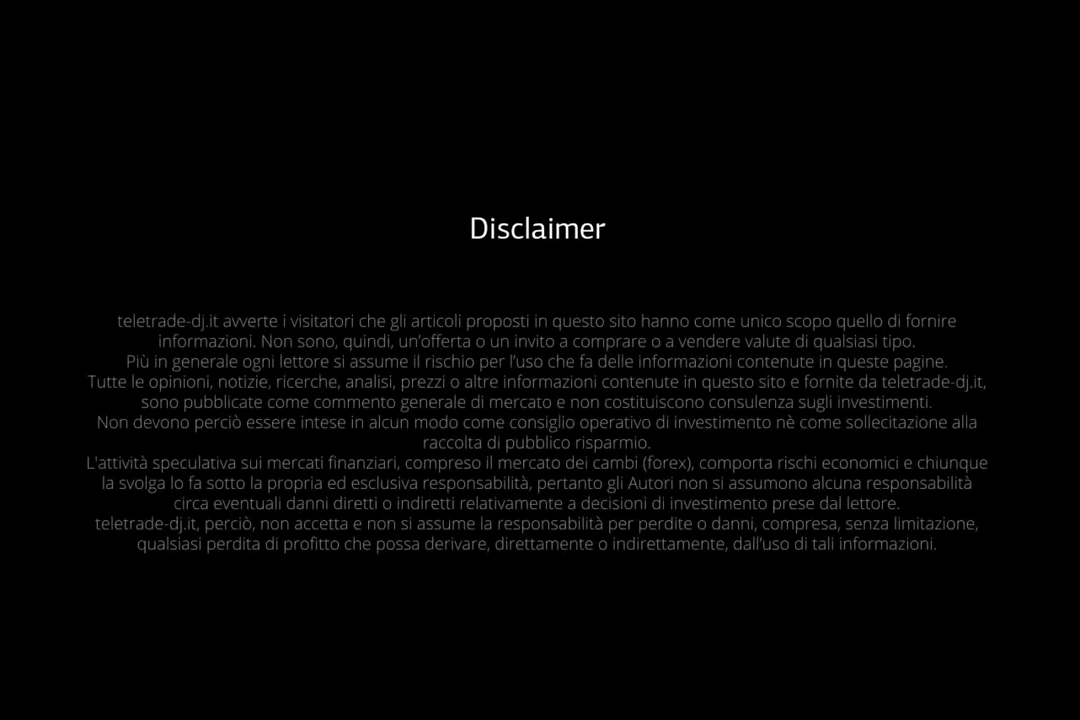 Disclaimer
teletrade-dj.it avverte i visitatori che gli articoli proposti in questo sito hanno come unico scopo quello di fornire
informazioni. Non sono, quindi, un'offerta o un invito a comprare o a vendere valute di qualsiasi tipo.
Più in generale ogni lettore si assume il rischio per l'uso che fa delle informazioni contenute in queste pagine.
Tutte le opinioni, notizie, ricerche, analisi, prezzi o altre informazioni contenute in questo sito e fornite da teletrade-dj.it,
sono pubblicate come commento generale di mercato e non costituiscono consulenza sugli investimenti.
Non devono perciò essere intese in alcun modo come consiglio operativo di investimento nè come sollecitazione alla
raccolta di pubblico risparmio.
L'attività speculativa sui mercati finanziari, compreso il mercato dei cambi (forex), comporta rischi economici e chiunque
la svolga lo fa sotto la propria ed esclusiva responsabilità, pertanto gli Autori non si assumono alcuna responsabilità
circa eventuali danni diretti o indiretti relativamente a decisioni di investimento prese dal lettore.
teletrade-dj.it, perciò, non accetta e non si assume la responsabilità per perdite o danni, compresa, senza limitazione,
qualsiasi perdita di profitto che possa derivare, direttamente o indirettamente, dall'uso di tali informazioni.